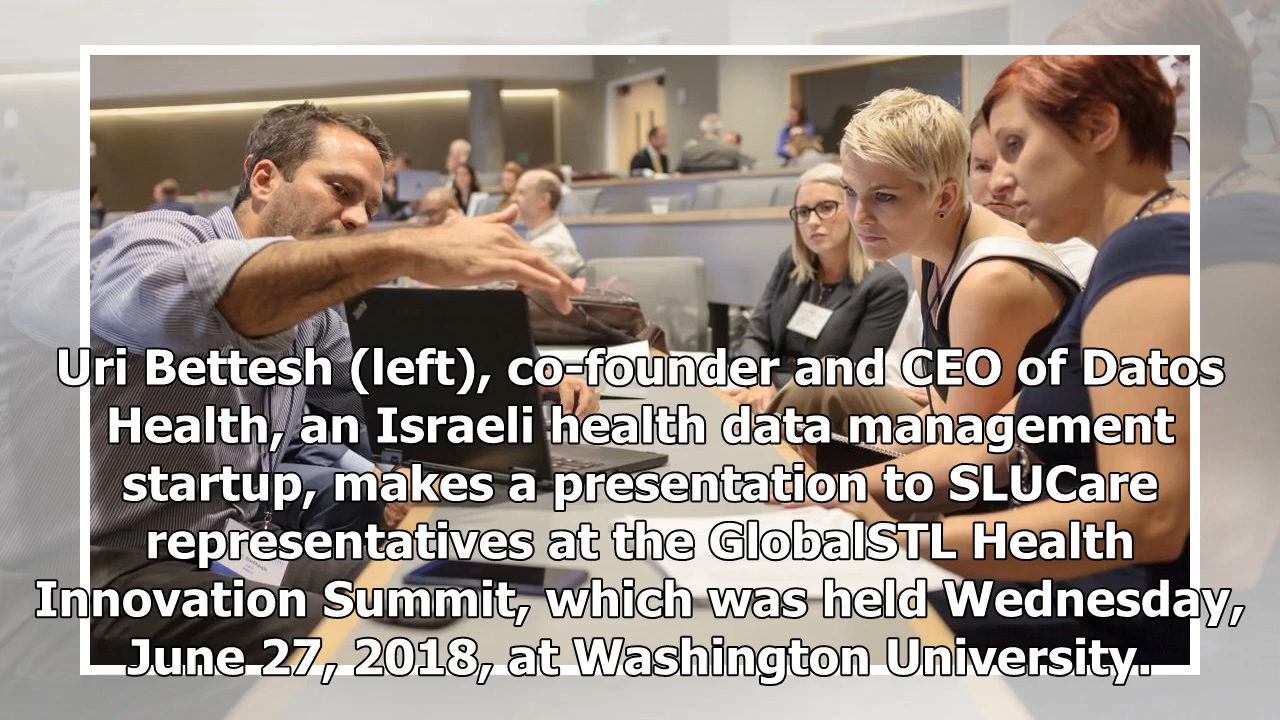 Uri Bettesh (left), co-founder and CEO of Datos
Health, an Israeli health data management
startup, makes a presentation to SLUCare
representatives at the GlobalSTL Health
Innovation Summit, which was held Wednesday,
June 27, 2018, at Washington University.